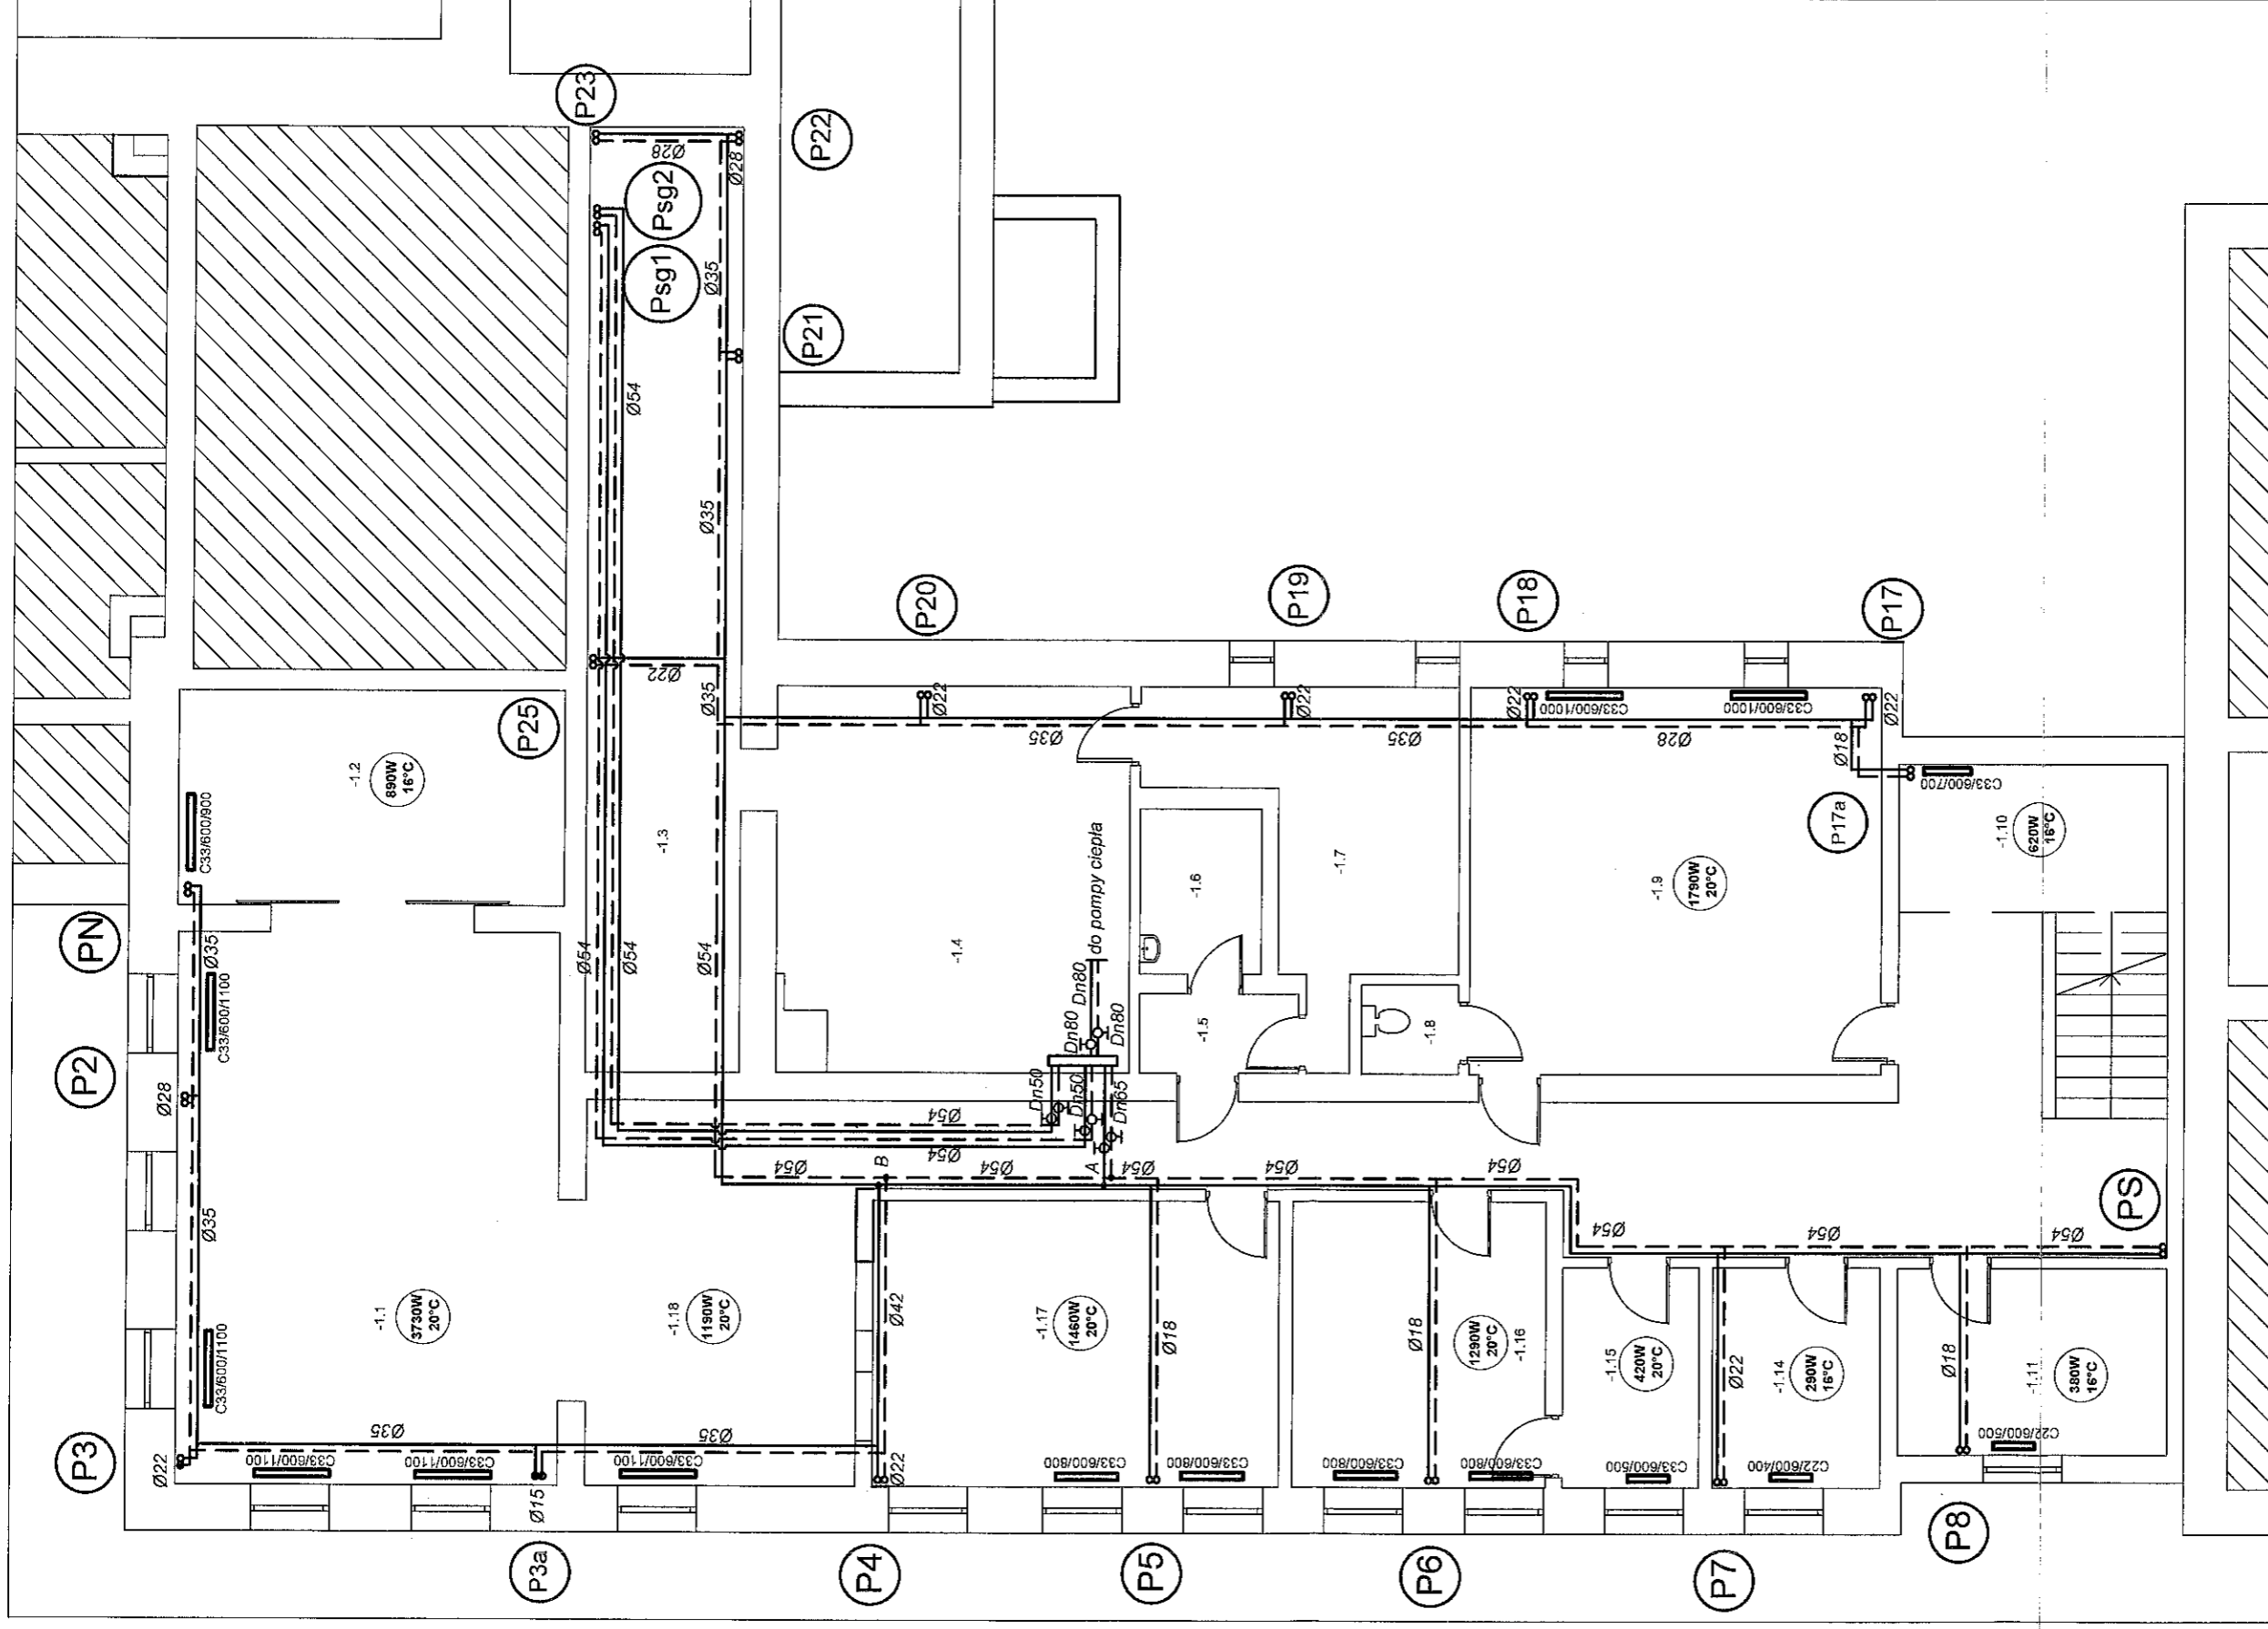 P23
P22
Ø28
Ø28
Psg2
Psg1
Ø35
P21
Ø54
Ø35
P20
P19
P18
P17
Ø22
Ø35
Ø22
Ø22
Ø22
Ø22
C33/600/1000
C33/600/1000
Ø35
Ø35
Ø28
Ø18
C33/600/700
P25
-1.2
890W
16°C
C33/600/900
-1.3
P17a
-1.10
620W
16°C
-1.6
-1.7
-1.9
1790W
20°C
do pompy ciepła
PN
Ø35
C33/600/1100
Ø54
Ø54
Ø54
-1.4
Dn80
Dn80
Dn80
-1.5
-1.8
P2
Ø28
Dn50
Dn50
Dn65
Ø54
Ø54
Ø54
B
Ø54
A
Ø54
Ø54
Ø54
Ø35
PS
Ø54
Ø54
Ø54
-1.1
3730W
20°C
-1.18
1190W
20°C
Ø42
-1.17
1460W
20°C
Ø18
Ø18
1290W
20°C
-1.16
-1.15
420W
20°C
Ø22
-1.14
290W
16°C
Ø18
-1.11
380W
16°C
C33/600/1100
P3
Ø22
Ø35
Ø35
C33/600/1100
C33/600/1100
C33/600/1100
Ø22
C33/600/800
C33/600/800
C33/600/800
C33/600/800
C33/600/500
C22/600/400
C22/600/500
Ø15
P3a
P4
P5
P6
P7
P8